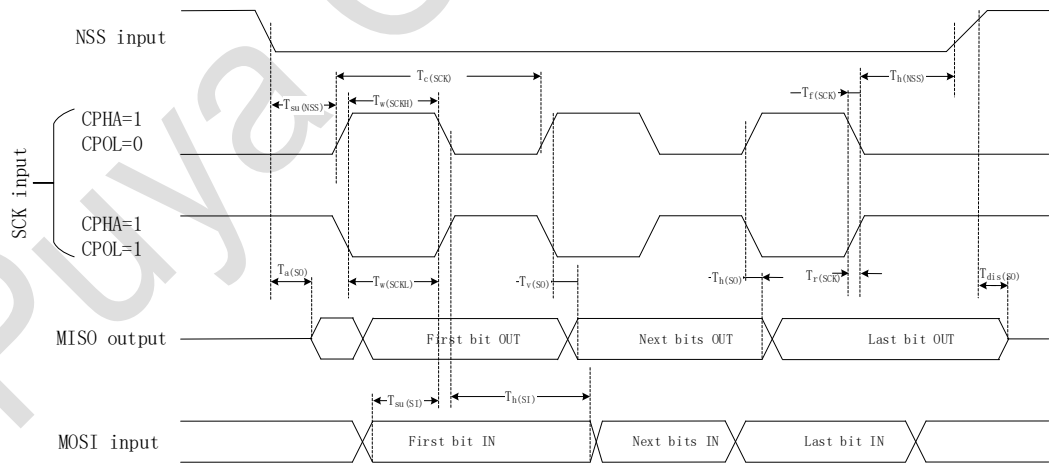 NSS input
Tc(SCK)
Tsu(NSS)
Tw(SCKH)
Tf(SCK)
Th(NSS)
CPHA=1
CPOL=0
SCK input
CPHA=1
CPOL=1
Ta(SO)
Tw(SCKL)
Tv(SO)
Th(SO)
Tr(SCK)
Tdis(SO)
MISO output
First bit OUT
Next bits OUT
Last bit OUT
Tsu(SI)
Th(SI)
MOSI input
First bit IN
Next bits IN
Last bit IN
Puya